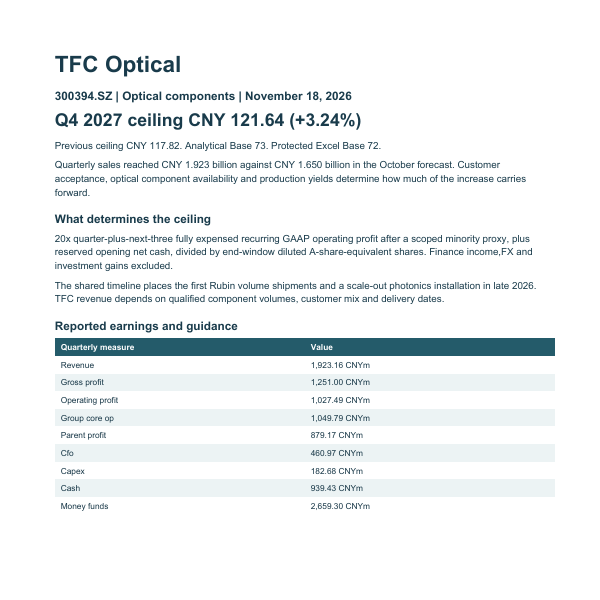 TFC Optical
300394.SZ | Optical components | November 18, 2026
Q4 2027 ceiling CNY 121.64 (+3.24%)
Previous ceiling CNY 117.82. Analytical Base 73. Protected Excel Base 72.
Quarterly sales reached CNY 1.923 billion against CNY 1.650 billion in the October forecast. Customer
acceptance, optical component availability and production yields determine how much of the increase carries
forward.
What determines the ceiling
20x quarter-plus-next-three fully expensed recurring GAAP operating profit after a scoped minority proxy, plus
reserved opening net cash, divided by end-window diluted A-share-equivalent shares. Finance income,FX and
investment gains excluded.
The shared timeline places the first Rubin volume shipments and a scale-out photonics installation in late 2026.
TFC revenue depends on qualified component volumes, customer mix and delivery dates.
Reported earnings and guidance
Quarterly measure Value
Revenue 1,923.16 CNYm
Gross profit 1,251.00 CNYm
Operating profit 1,027.49 CNYm
Group core op 1,049.79 CNYm
Parent profit 879.17 CNYm
Cfo 460.97 CNYm
Capex 182.68 CNYm
Cash 939.43 CNYm
Money funds 2,659.30 CNYm